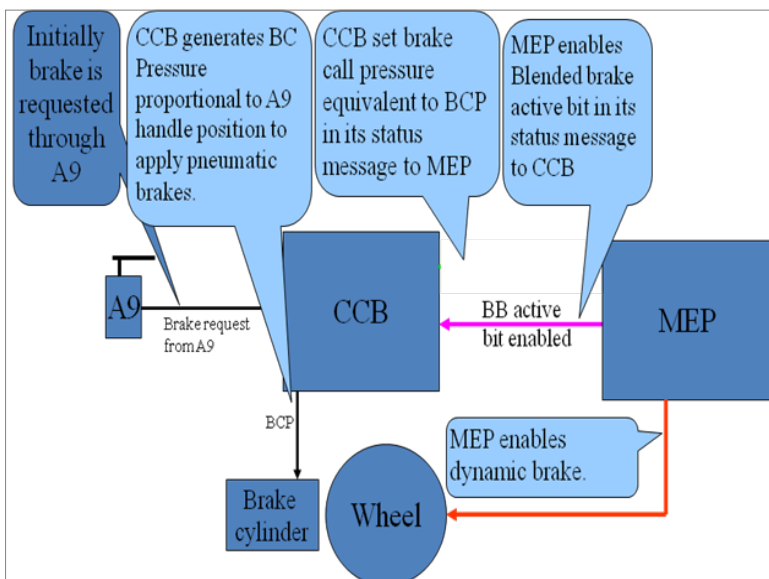 Initially
brake is
requested
through
A9
CCB generates BC
Pressure
proportional to A9
handle position to
apply pneumatic
brakes.
CCB set brake
call pressure
equivalent to BCP
in its status
message to MEP
MEP enables
Blended brake
active bit in its
status message
to CCB
A9
Brake request
from A9
CCB
BB active
bit enabled
MEP
BCP
MEP enables
dynamic brake.
Brake
cylinder
Wheel